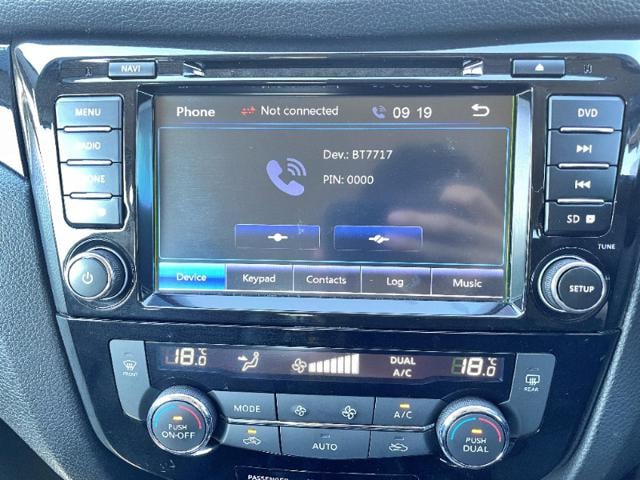 NAVI
MENU
RADIO
PHONE
Phone Not connected 09 19
Dev.: BT7717
PIN: 0000
Device Keypad Contacts Log Music
DVD
SD
TUNE
SETUP
FRONT
18.0°C
DUAL
A/C
18.0°C
REAR
PUSH
ON·OFF
MODE
A/C
AUTO
PUSH
DUAL
PASSENGER